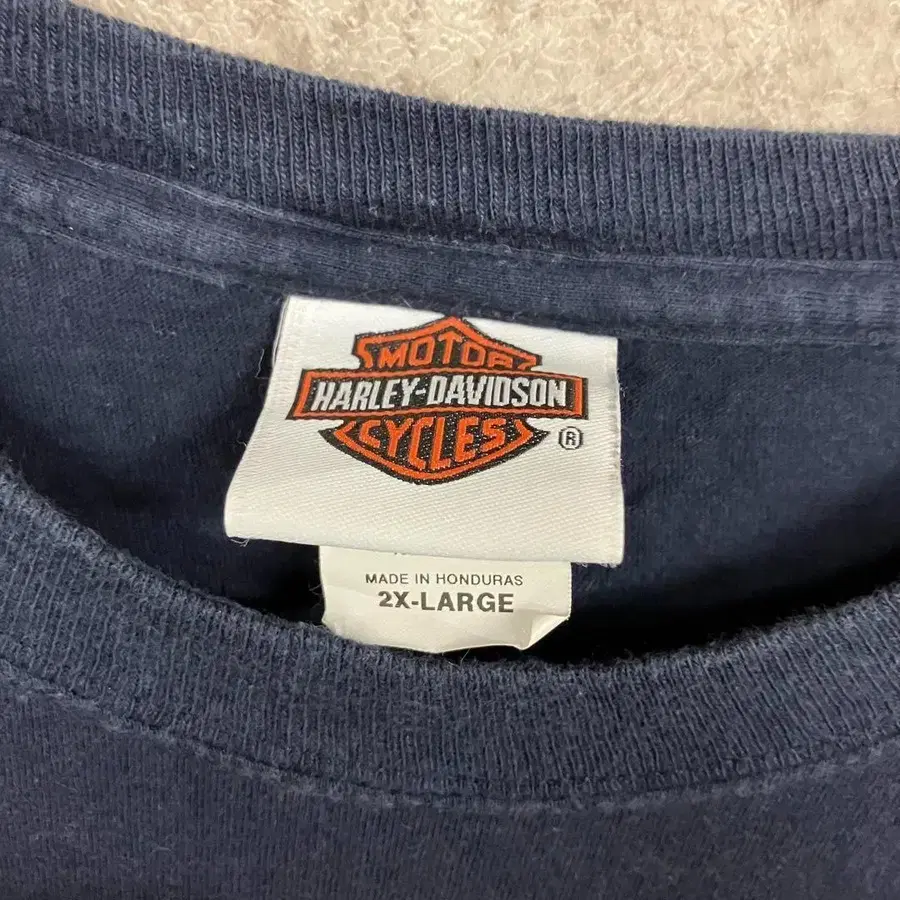 MOTOR
HARLEY-DAVIDSON
CYCLES
®
MADE IN HONDURAS
2X-LARGE